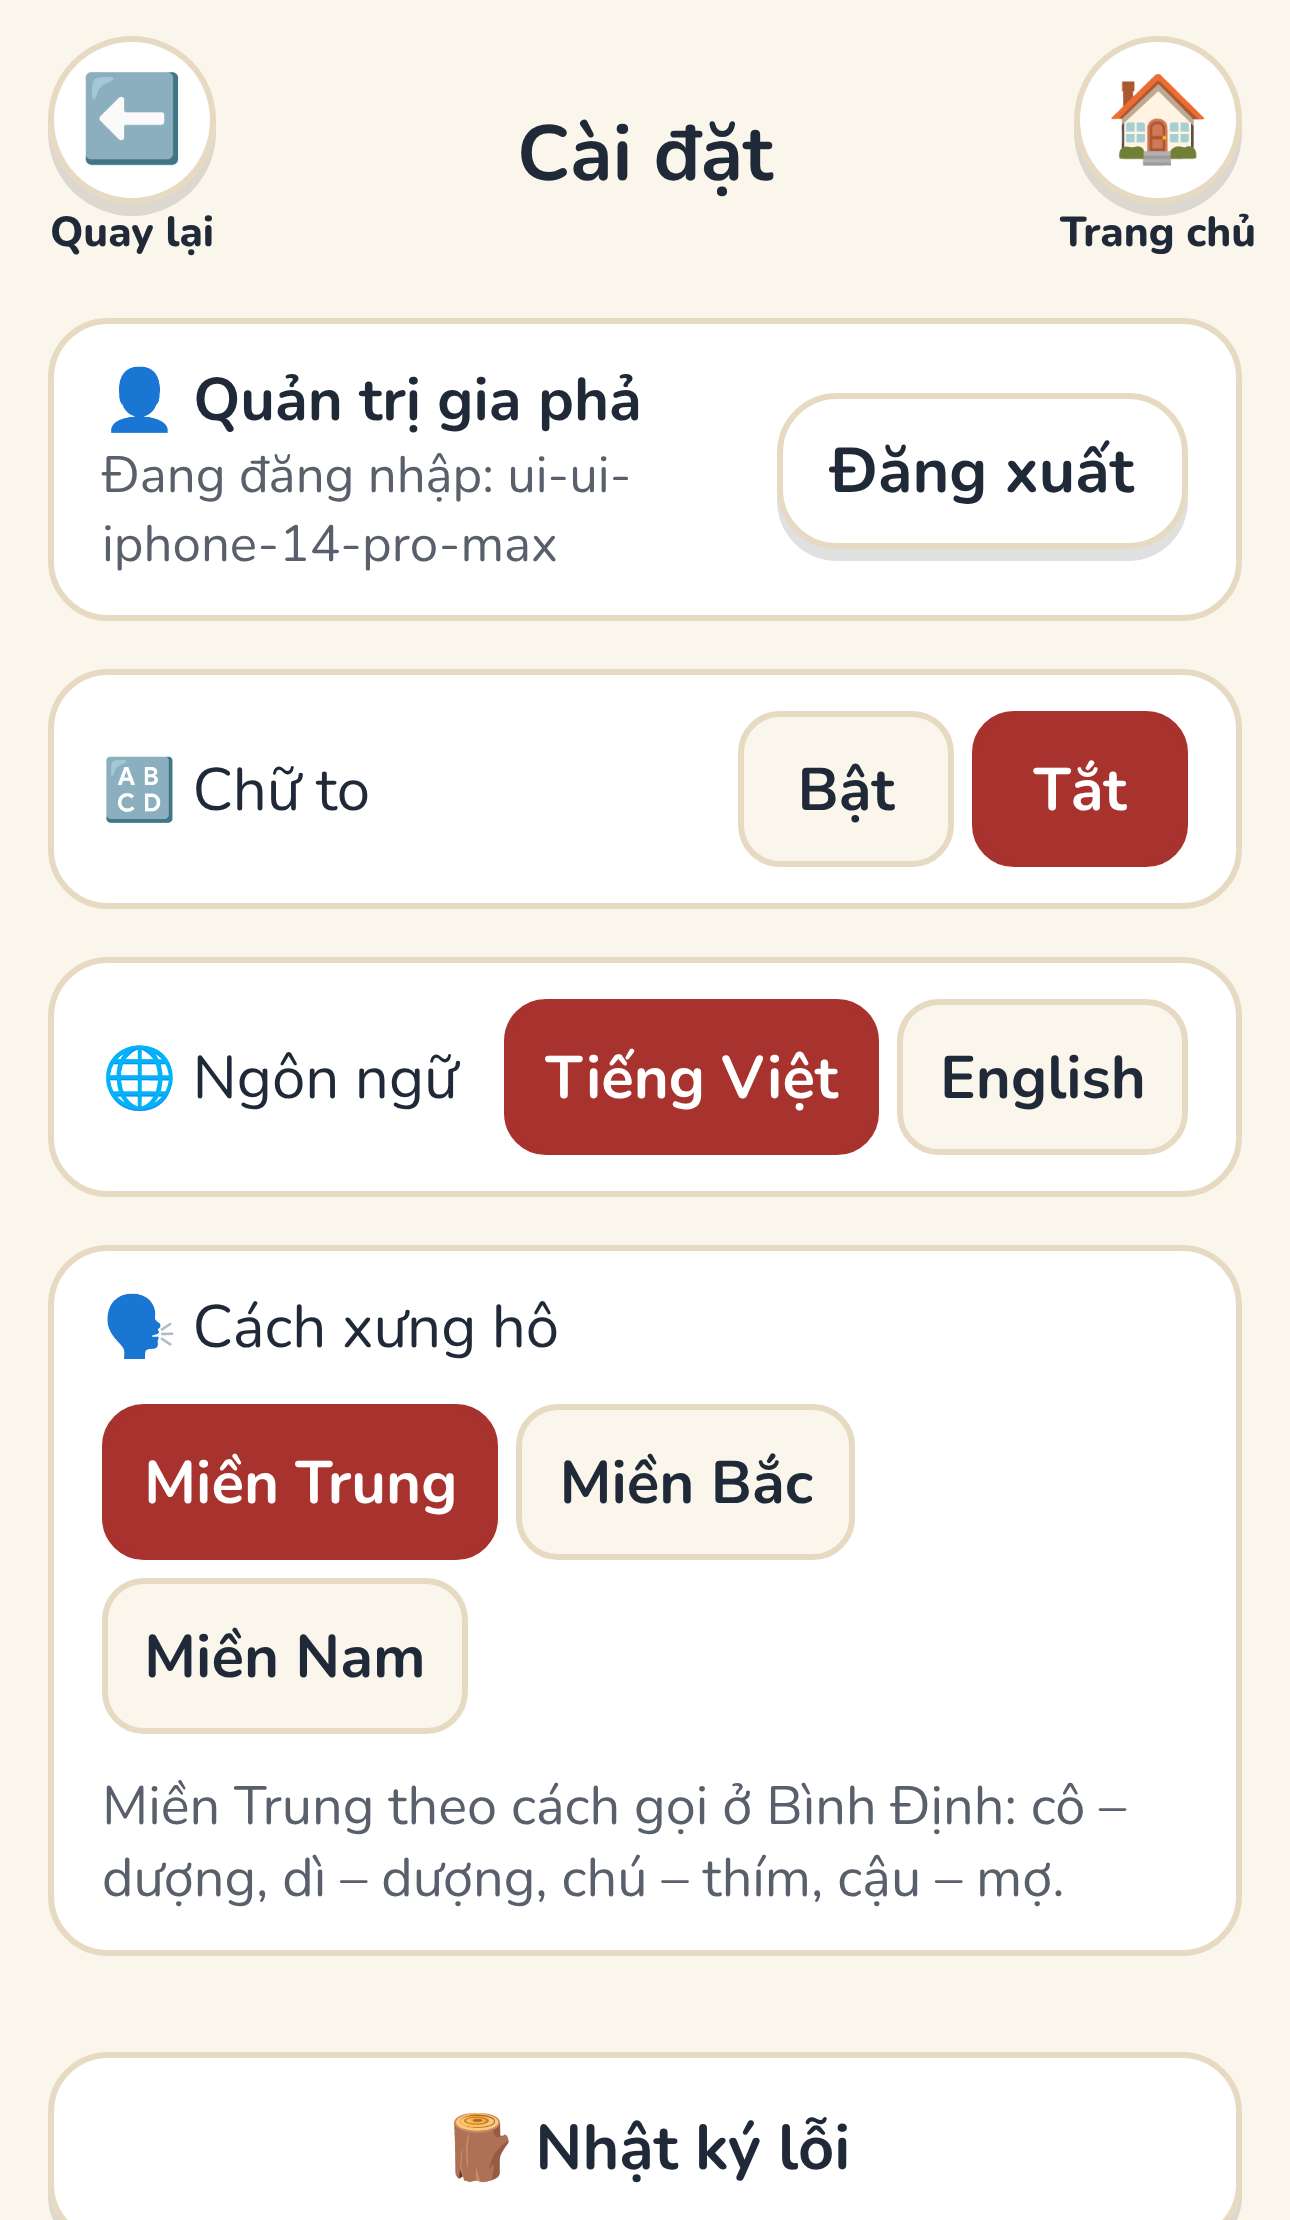 Cài đặt
Quay lại
Trang chủ
Quản trị gia phả
Đang đăng nhập: ui-ui-
iphone-14-pro-max
Đăng xuất
Chữ to
Bật
Tắt
Ngôn ngữ
Tiếng Việt
English
Cách xưng hô
Miền Trung
Miền Bắc
Miền Nam
Miền Trung theo cách gọi ở Bình Định: cô –
dượng, dì – dượng, chú – thím, cậu – mợ.
Nhật ký lỗi